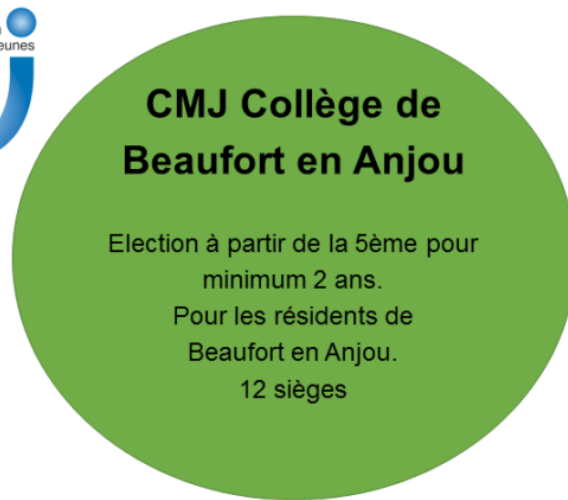 eunes
CMJ Collège de
Beaufort en Anjou
Election à partir de la 5ème pour
minimum 2 ans.
Pour les résidents de
Beaufort en Anjou.
12 sièges